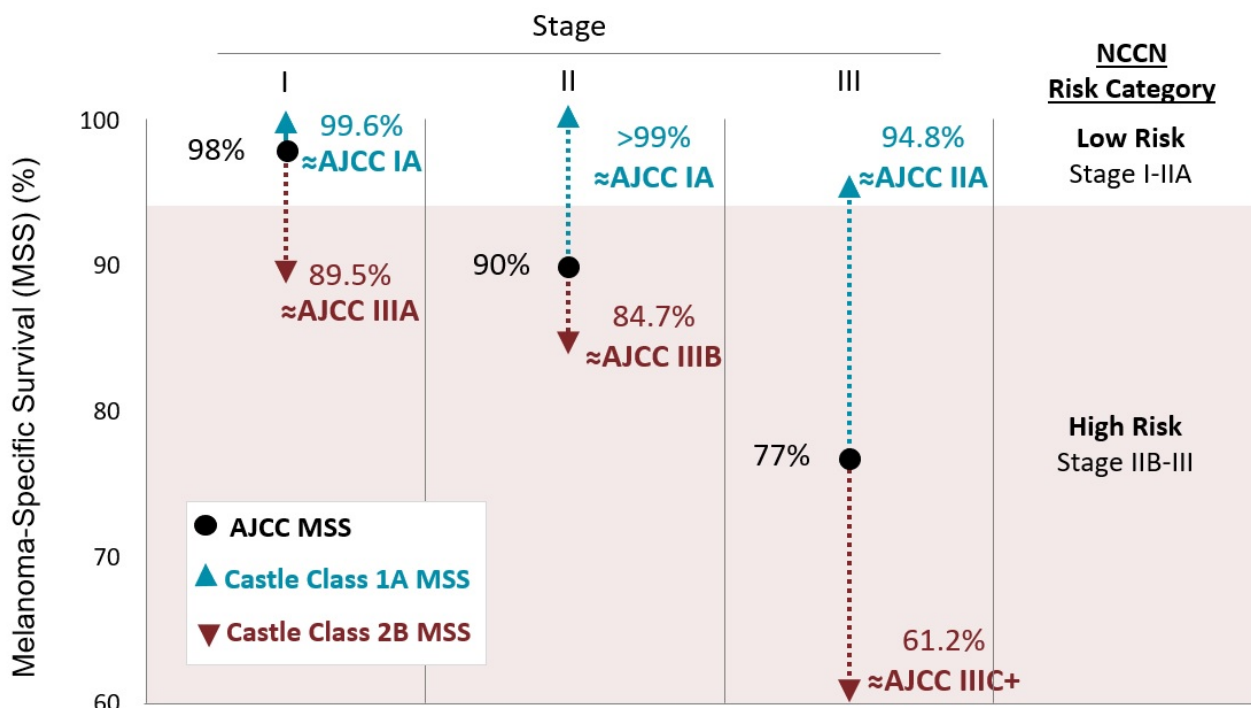 Stage
I
II
III
NCCN
Risk Category
Melanoma-Specific Survival (MSS) (%)
100
90
80
70
60
98%
99.6%
≈AJCC IA
89.5%
≈AJCC IIIA
90%
>99%
≈AJCC IA
84.7%
≈AJCC IIIB
77%
94.8%
≈AJCC IIA
61.2%
≈AJCC IIIC+
Low Risk
Stage I-IIA
High Risk
Stage IIB-III
AJCC MSS
Castle Class 1A MSS
Castle Class 2B MSS